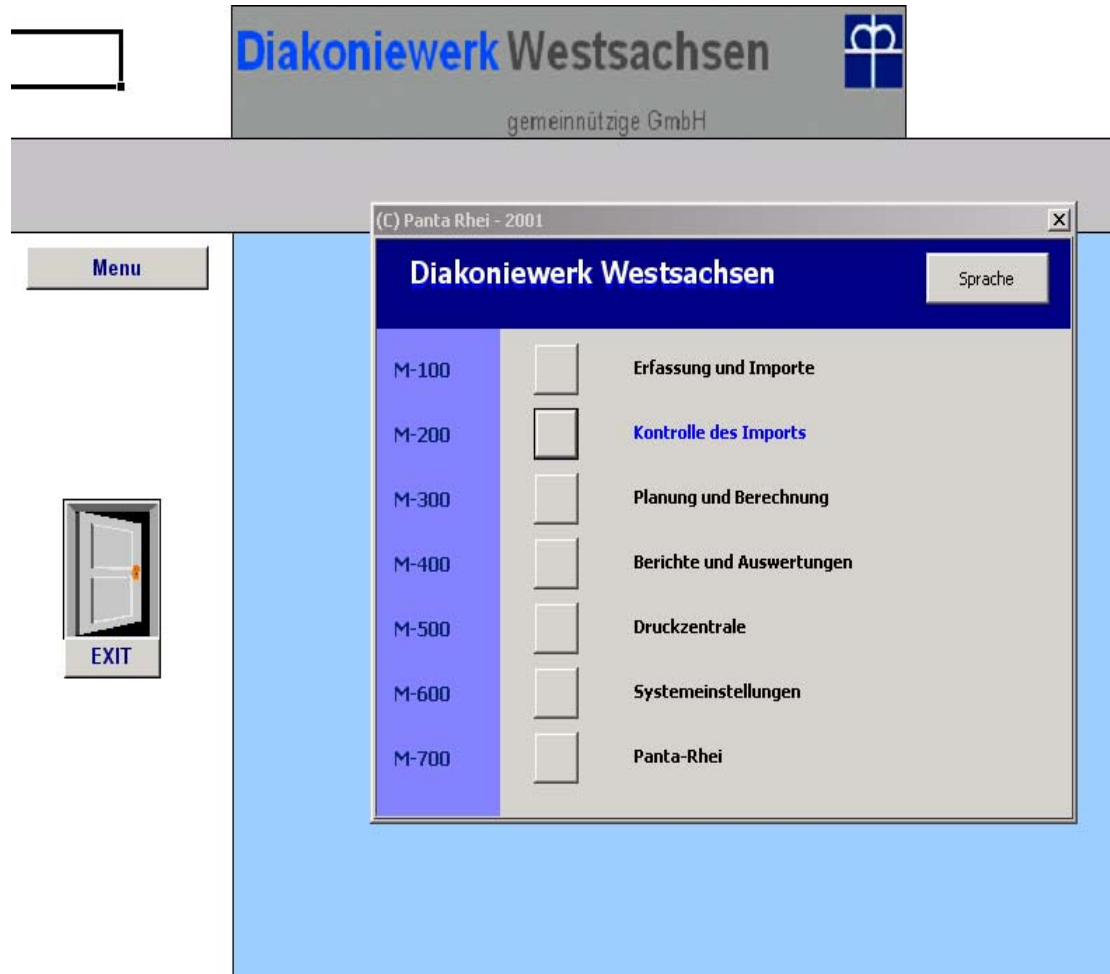 Diakoniewerk Westsachsen
gemeinnützige GmbH
(C) Panta Rhei - 2001
Menu
Diakoniewerk Westsachsen
Sprache
M-100 Erfassung und Importe
M-200 Kontrolle des Imports
M-300 Planung und Berechnung
M-400 Berichte und Auswertungen
M-500 Druckzentrale
EXIT
M-600 Systemeinstellungen
M-700 Panta-Rhei